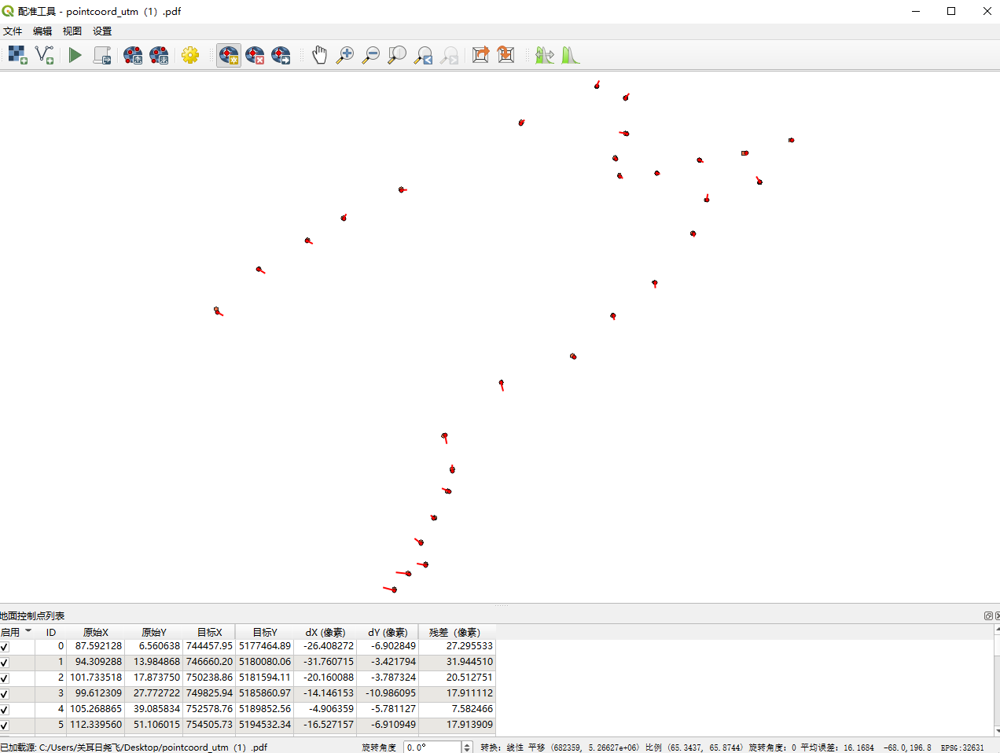 配准工具 - pointcoord_utm（1）.pdf
文件 编辑 视图 设置
地面控制点列表
启用 ID 原始X 原始Y 目标X 目标Y dX (像素) dY (像素) 残差（像素）
0 87.592128 6.560638 744457.95 5177464.89 -26.408272 -6.902849 27.295533
1 94.309288 13.984868 746660.20 5180080.06 -31.760715 -3.421794 31.944510
2 101.733518 17.873750 750238.86 5181594.11 -20.160088 -3.787324 20.512751
3 99.612309 27.772722 749825.94 5185860.97 -14.146153 -10.986095 17.911112
4 105.268865 39.085834 752578.76 5189852.56 -4.906359 -5.781127 7.582466
5 112.339560 51.106015 754505.73 5194532.34 -16.527157 -6.910949 17.913909
已加载源: C:/Users/关耳日尧飞/Desktop/pointcoord_utm（1）.pdf 旋转角度 0.0° 转换: 线性 平移 (682359, 5.26627e+06) 比例 (65.3437, 65.8744) 旋转角度: 0 平均误差: 16.1684 -68.0,196.8 EPSG:32631